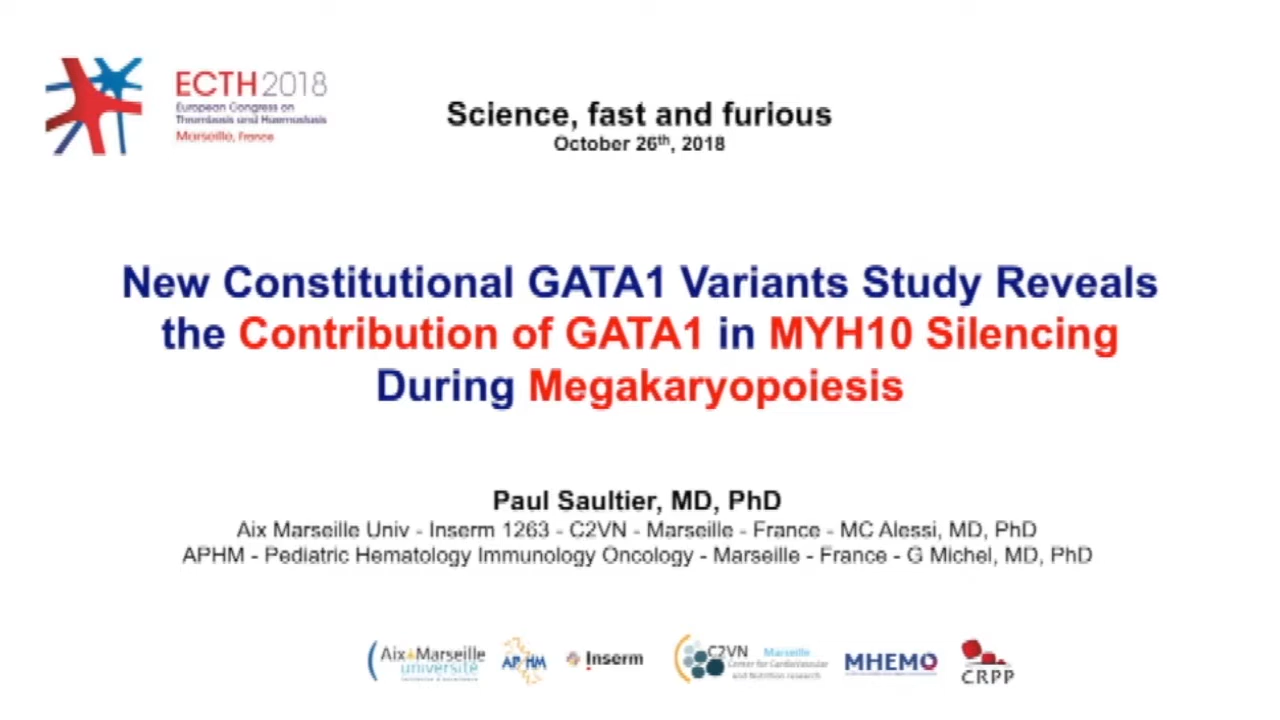 ECTH2018
European Congress on
Thrombosis and Haemostasis
Marseille, France
Science, fast and furious
October 26th, 2018
New Constitutional GATA1 Variants Study Reveals
the Contribution of GATA1 in MYH10 Silencing
During Megakaryopoiesis
Paul Saultier, MD, PhD
Aix Marseille Univ - Inserm 1263 - C2VN - Marseille - France - MC Alessi, MD, PhD
APHM - Pediatric Hematology Immunology Oncology - Marseille - France - G Michel, MD, PhD
Aix Marseille
université
AP HM
Inserm
C2VN Marseille
Center for Cardiovascular
and Nutrition research
MHEMO
CRPP